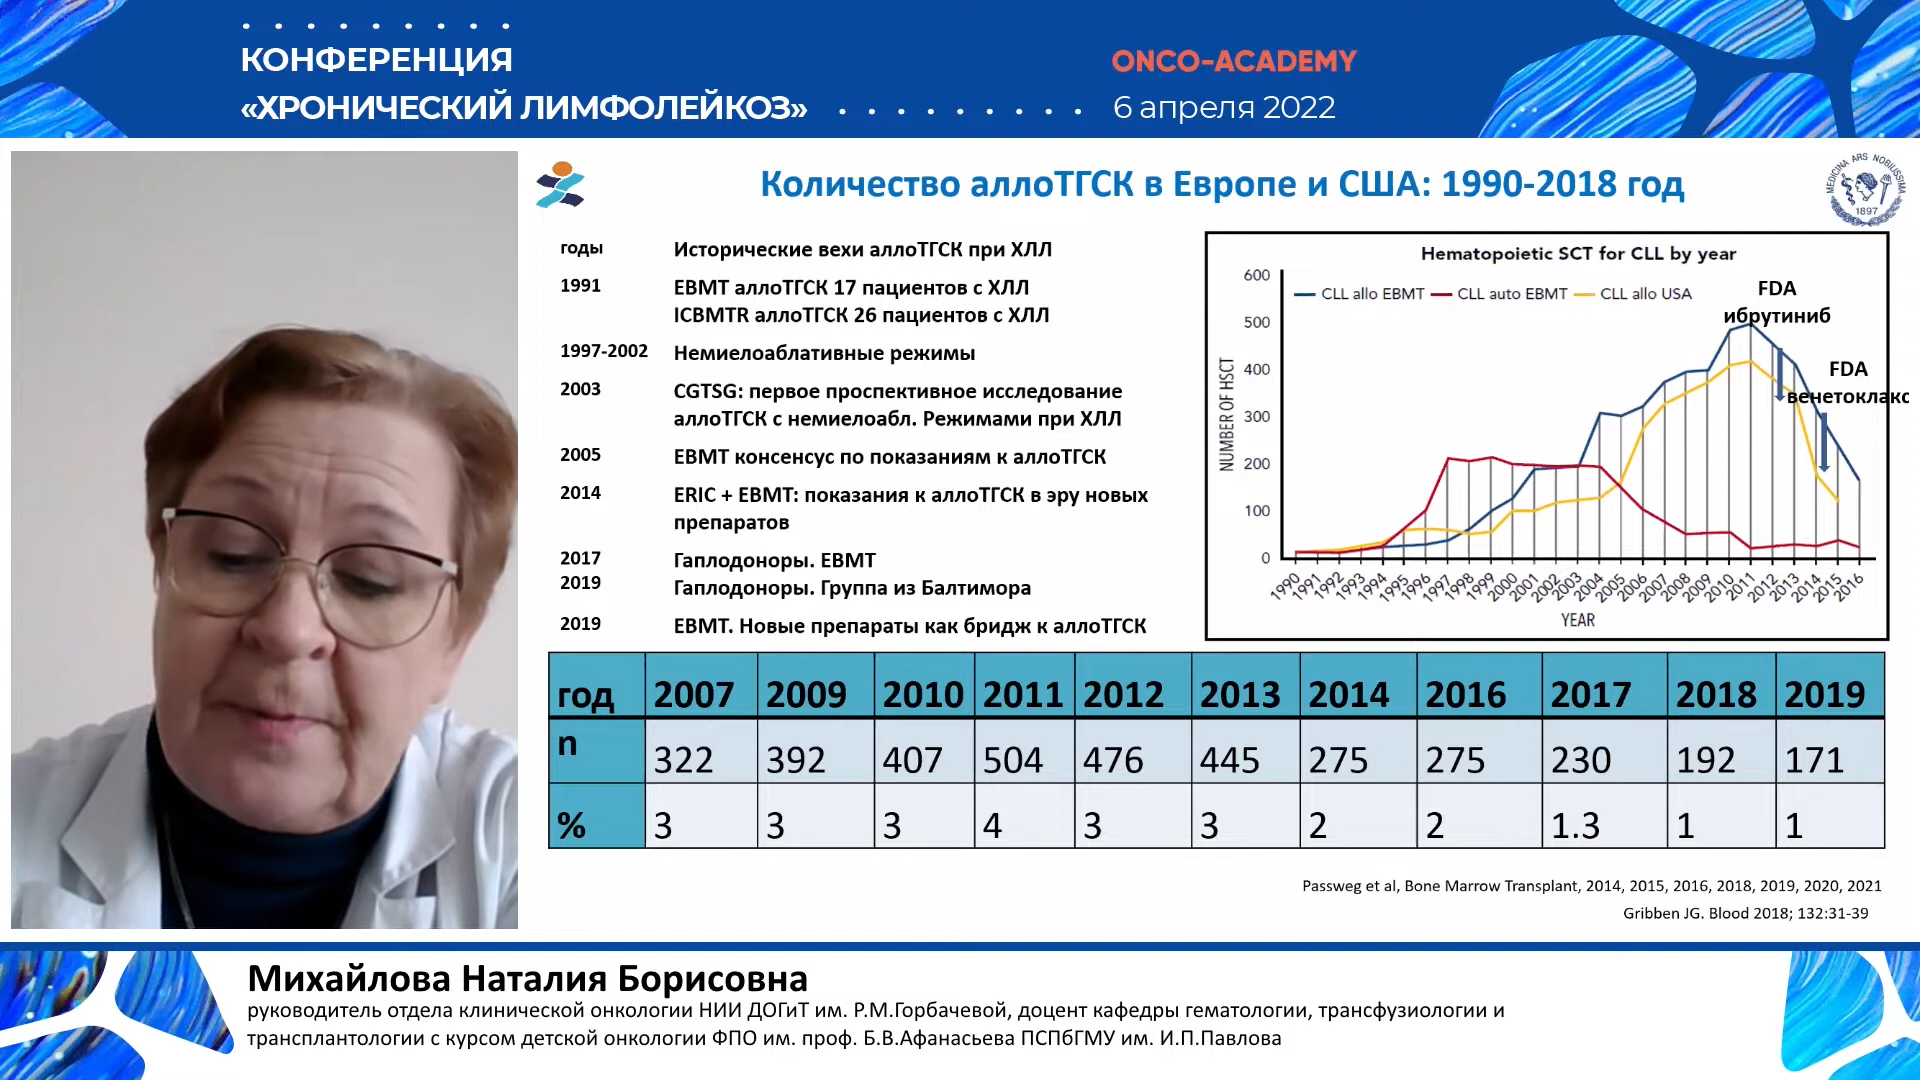 КОНФЕРЕНЦИЯ
«ХРОНИЧЕСКИЙ ЛИМФОЛЕЙКОЗ»
ONCO-ACADEMY
6 апреля 2022
Количество аллоТГСК в Европе и США: 1990-2018 год
MEDICINA ARS NOBILISSIMA
1897
годы Исторические вехи аллоТГСК при ХЛЛ
1991 EBMT аллоТГСК 17 пациентов с ХЛЛ
ICBMTR аллоТГСК 26 пациентов с ХЛЛ
1997-2002 Немиелоаблативные режимы
2003 CGTSG: первое проспективное исследование
аллоТГСК с немиелоабл. Режимами при ХЛЛ
2005 EBMT консенсус по показаниям к аллоТГСК
2014 ERIC + EBMT: показания к аллоТГСК в эру новых
препаратов
2017 Гаплодоноры. EBMT
2019 Гаплодоноры. Группа из Балтимора
2019 EBMT. Новые препараты как бридж к аллоТГСК
Hematopoietic SCT for CLL by year
CLL allo EBMT CLL auto EBMT CLL allo USA
FDA
ибрутиниб
FDA
венетоклакс
NUMBER OF HSCT
600
500
400
300
200
100
0
1990 1991 1992 1993 1994 1995 1996 1997 1998 1999 2000 2001 2002 2003 2004 2005 2006 2007 2008 2009 2010 2011 2012 2013 2014 2015 2016
YEAR
год 2007 2009 2010 2011 2012 2013 2014 2016 2017 2018 2019
n 322 392 407 504 476 445 275 275 230 192 171
% 3 3 3 4 3 3 2 2 1.3 1 1
Passweg et al, Bone Marrow Transplant, 2014, 2015, 2016, 2018, 2019, 2020, 2021
Gribben JG. Blood 2018; 132:31-39
Михайлова Наталия Борисовна
руководитель отдела клинической онкологии НИИ ДОГиТ им. Р.М.Горбачевой, доцент кафедры гематологии, трансфузиологии и
трансплантологии с курсом детской онкологии ФПО им. проф. Б.В.Афанасьева ПСПбГМУ им. И.П.Павлова